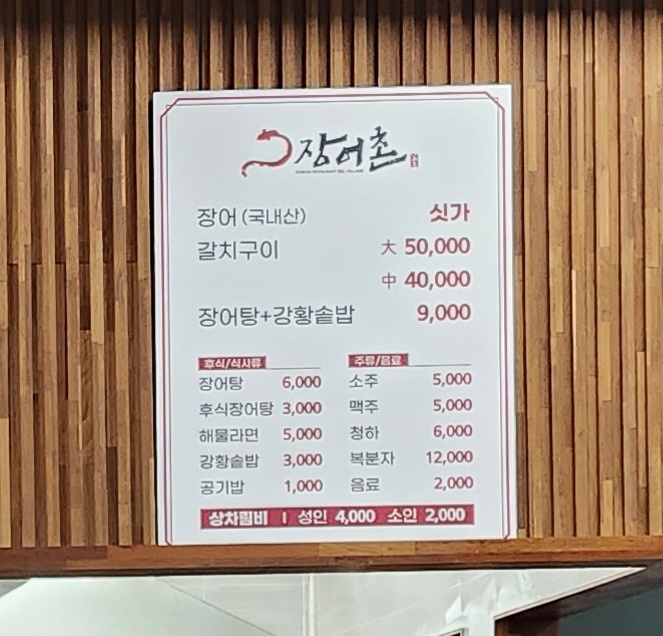 장어촌
장어 (국내산) 싯가
갈치구이 大 50,000
中 40,000
장어탕+강황솥밥 9,000
후식/식사류
장어탕 6,000
후식장어탕 3,000
해물라면 5,000
강황솥밥 3,000
공기밥 1,000
주류/음료
소주 5,000
맥주 5,000
청하 6,000
복분자 12,000
음료 2,000
상차림비 | 성인 4,000 소인 2,000